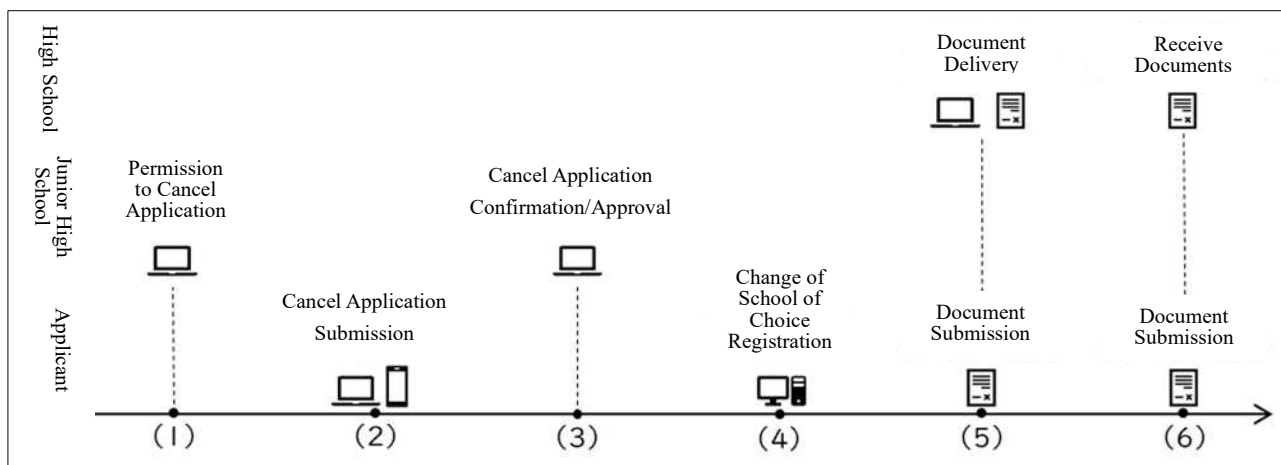 High School
Junior High
School
Applicant
Permission
to Cancel
Application
(1)
Cancel Application
Submission
(2)
Cancel Application
Confirmation/Approval
(3)
Change of
School of
Choice
Registration
(4)
Document
Delivery
Document
Submission
(5)
Receive
Documents
Document
Submission
(6)